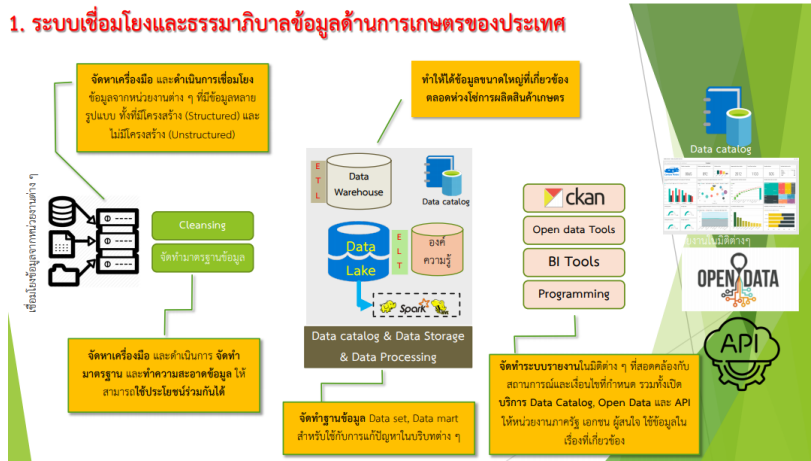 1. ระบบเชื่อมโยงและธรรมาภิบาลข้อมูลด้านการเกษตรของประเทศ
จัดหาเครื่องมือ และดำเนินการเชื่อมโยง
ข้อมูลจากหน่วยงานต่าง ๆ ที่มีข้อมูลหลาย
รูปแบบ ทั้งที่มีโครงสร้าง (Structured) และ
ไม่มีโครงสร้าง (Unstructured)
ทำให้ได้ข้อมูลขนาดใหญ่ที่เกี่ยวข้อง
ตลอดห่วงโซ่การผลิตสินค้าเกษตร
เชื่อมโยงข้อมูลจากหน่วยงานต่าง ๆ
Cleansing
จัดทำมาตรฐานข้อมูล
E
T
L
Data
Warehouse
Data catalog
Data
Lake
E
L
T
องค์
ความรู้
Spark
Data catalog & Data Storage
& Data Processing
ckan
Open data Tools
BI Tools
Programming
Data catalog
งานในมิติต่างๆ
OPEN DATA
API
จัดหาเครื่องมือ และดำเนินการ จัดทำ
มาตรฐาน และทำความสะอาดข้อมูล ให้
สามารถใช้ประโยชน์ร่วมกันได้
จัดทำฐานข้อมูล Data set, Data mart
สำหรับใช้กับการแก้ปัญหาในบริบทต่าง ๆ
จัดทำระบบรายงานในมิติต่าง ๆ ที่สอดคล้องกับ
สถานการณ์และเงื่อนไขที่กำหนด รวมทั้งเปิด
บริการ Data Catalog, Open Data และ API
ให้หน่วยงานภาครัฐ เอกชน ผู้สนใจ ใช้ข้อมูลใน
เรื่องที่เกี่ยวข้อง